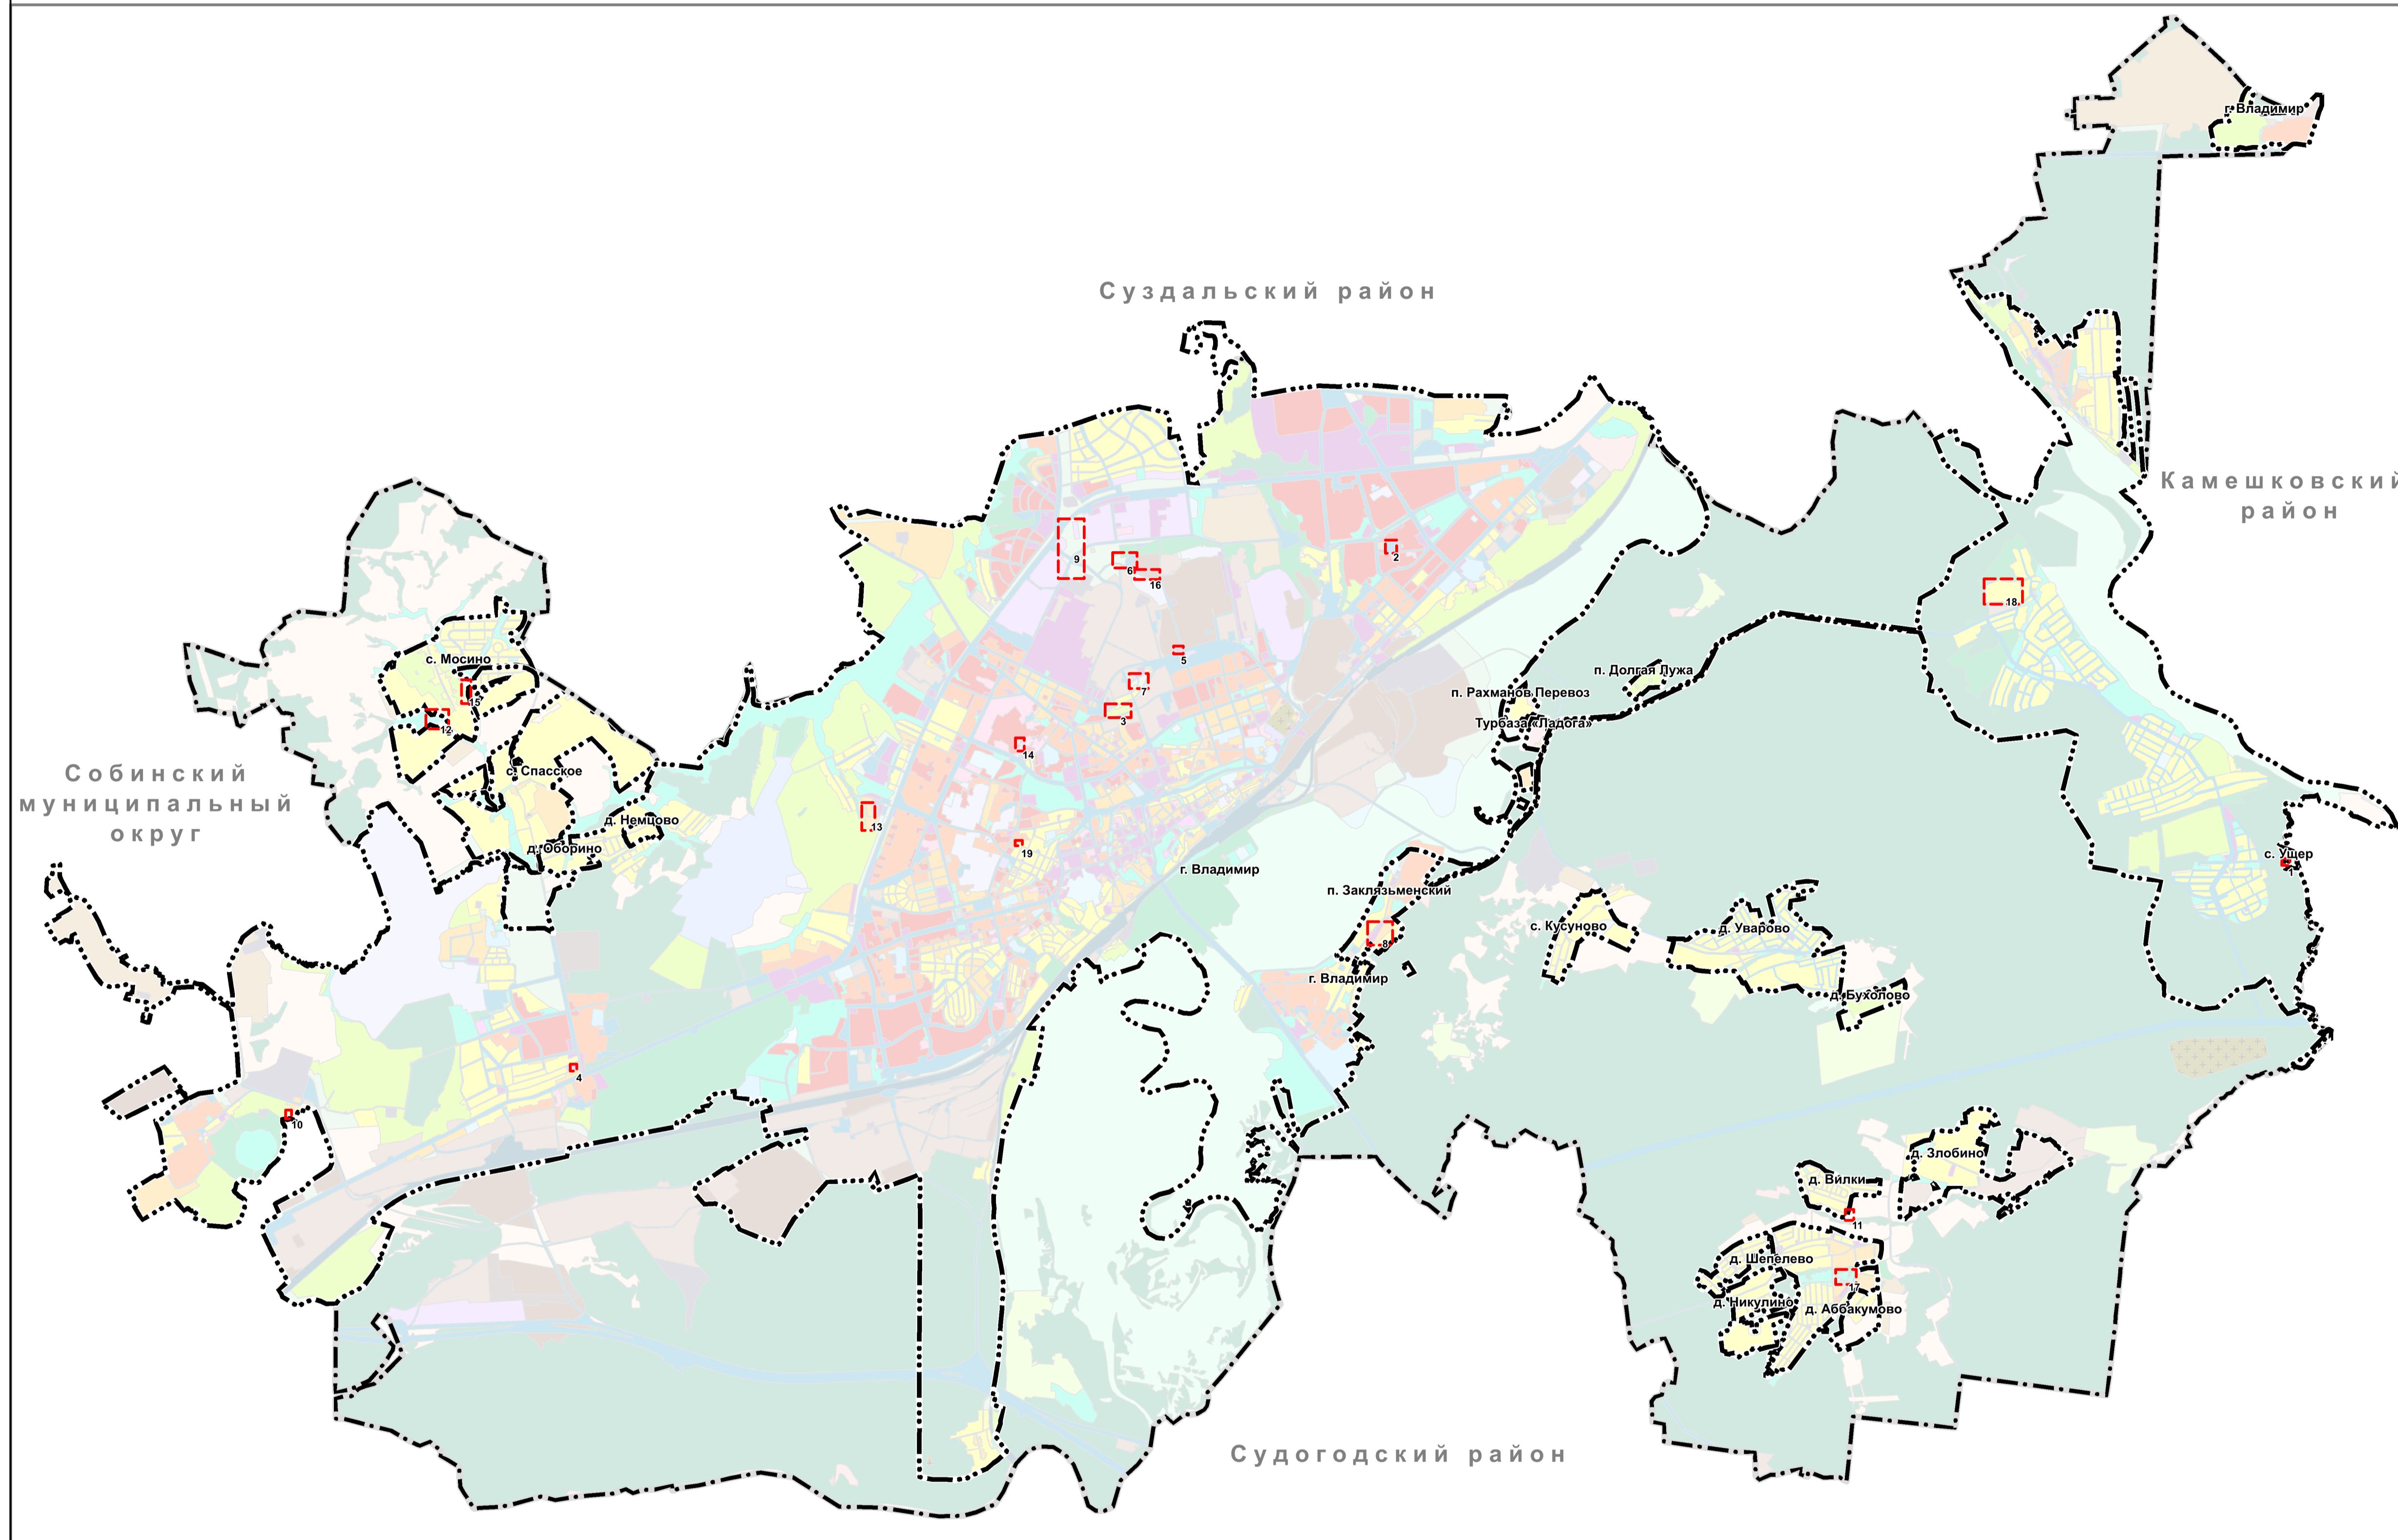 г. Владимир
Суздальский район
Камешковский
район
9
6
16
2
18
с. Мосино
15
12
5
7
3
14
п. Долгая Лужа
п. Рахманов Перевоз
Турбаза «Ладога»
Собинский
муниципальный
округ
с. Спасское
д. Немцово
д. Оборино
13
19
г. Владимир
п. Заклязьменский
8
г. Владимир
с. Ущер
1
с. Кусуново
д. Уварово
д. Бухолово
4
10
д. Злобино
д. Вилки
11
д. Шепелево
17
д. Никулино
д. Аббакумово
Судогодский район